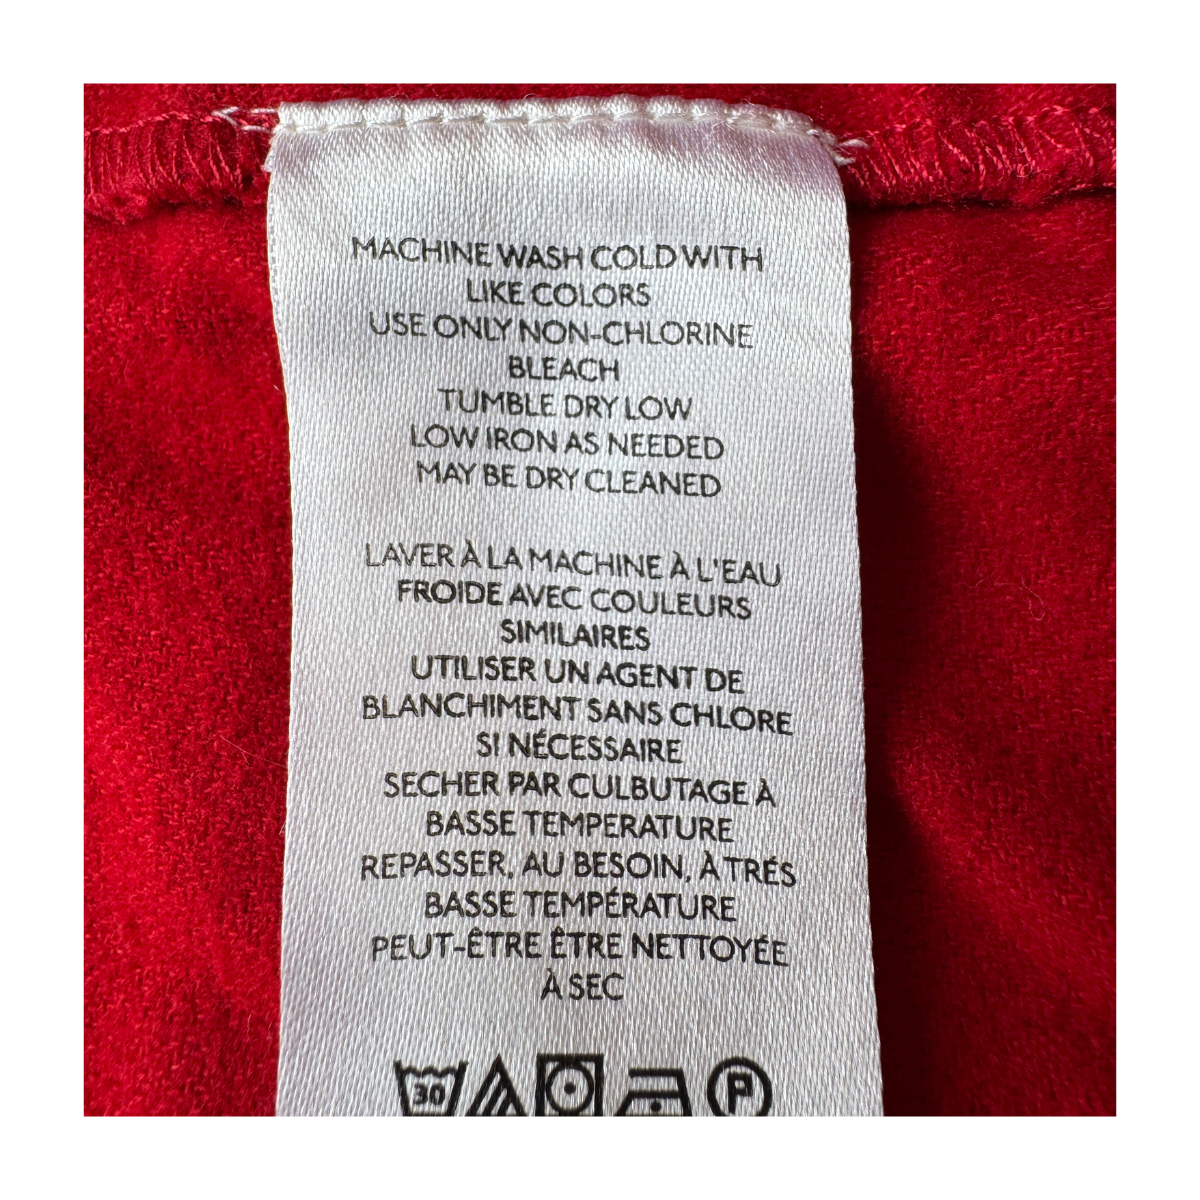 MACHINE WASH COLD WITH
LIKE COLORS
USE ONLY NON-CHLORINE
BLEACH
TUMBLE DRY LOW
LOW IRON AS NEEDED
MAY BE DRY CLEANED
LAVER À LA MACHINE À L'EAU
FROIDE AVEC COULEURS
SIMILAIRES
UTILISER UN AGENT DE
BLANCHIMENT SANS CHLORE
SI NÉCESSAIRE
SECHER PAR CULBUTAGE À
BASSE TEMPERATURE
REPASSER, AU BESOIN, À TRÉS
BASSE TEMPÉRATURE
PEUT-ÊTRE ÊTRE NETTOYÉE
À SEC
30 P